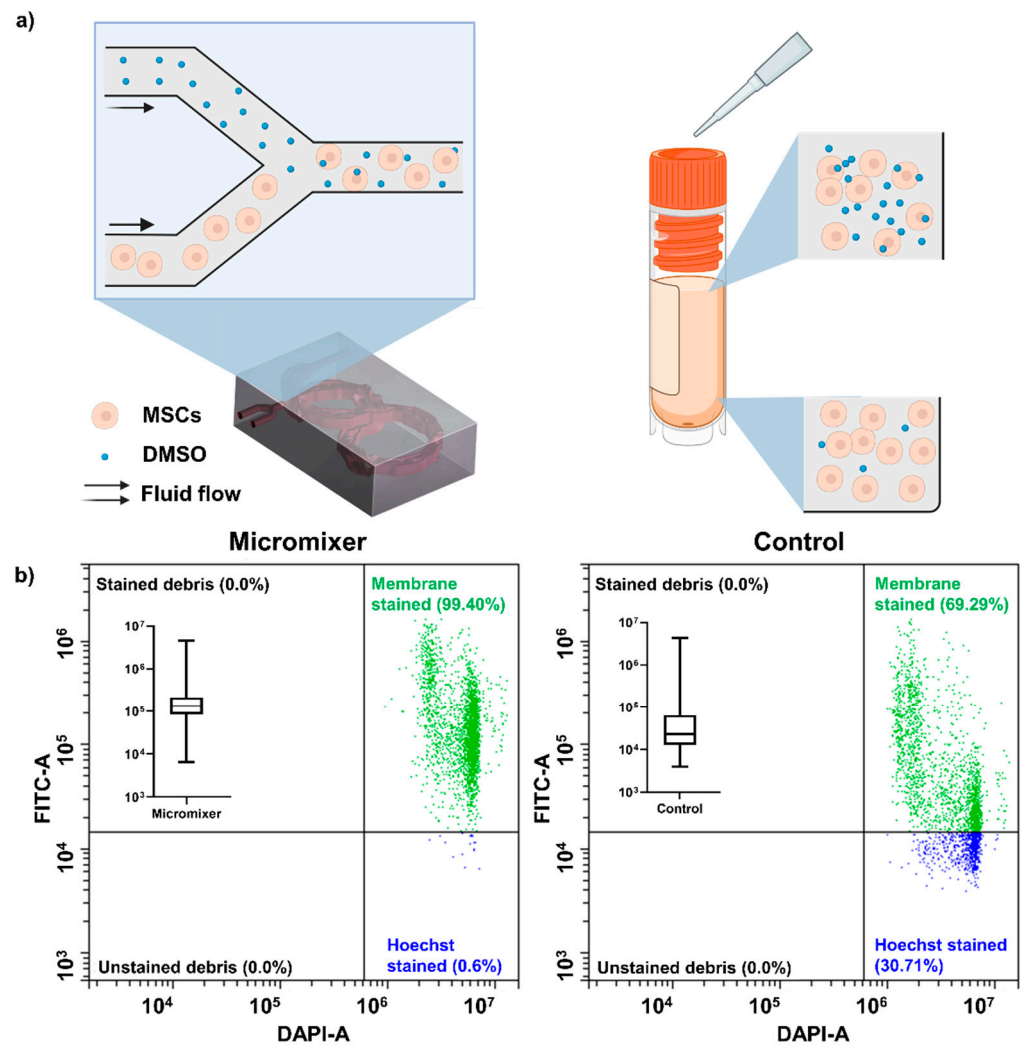 a)
MSCs
DMSO
Fluid flow
Micromixer
Control
b)
Stained debris (0.0%)
Membrane
stained (99.40%)
10⁷
10⁶
10⁵
10⁴
10³
Micromixer
FITC-A
10⁶
10⁵
10⁴
10³
Unstained debris (0.0%)
Hoechst
stained (0.6%)
10⁴
10⁵
10⁶
10⁷
DAPI-A
Stained debris (0.0%)
Membrane
stained (69.29%)
10⁷
10⁶
10⁵
10⁴
10³
Control
FITC-A
10⁶
10⁵
10⁴
10³
Unstained debris (0.0%)
Hoechst stained
(30.71%)
10⁴
10⁵
10⁶
10⁷
DAPI-A